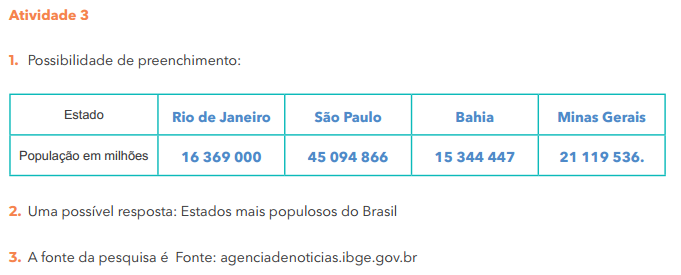 Atividade 3
1. Possibilidade de preenchimento:
Estado Rio de Janeiro São Paulo Bahia Minas Gerais
População em milhões 16 369 000 45 094 866 15 344 447 21 119 536.
2. Uma possível resposta: Estados mais populosos do Brasil
3. A fonte da pesquisa é Fonte: agenciadenoticias.ibge.gov.br